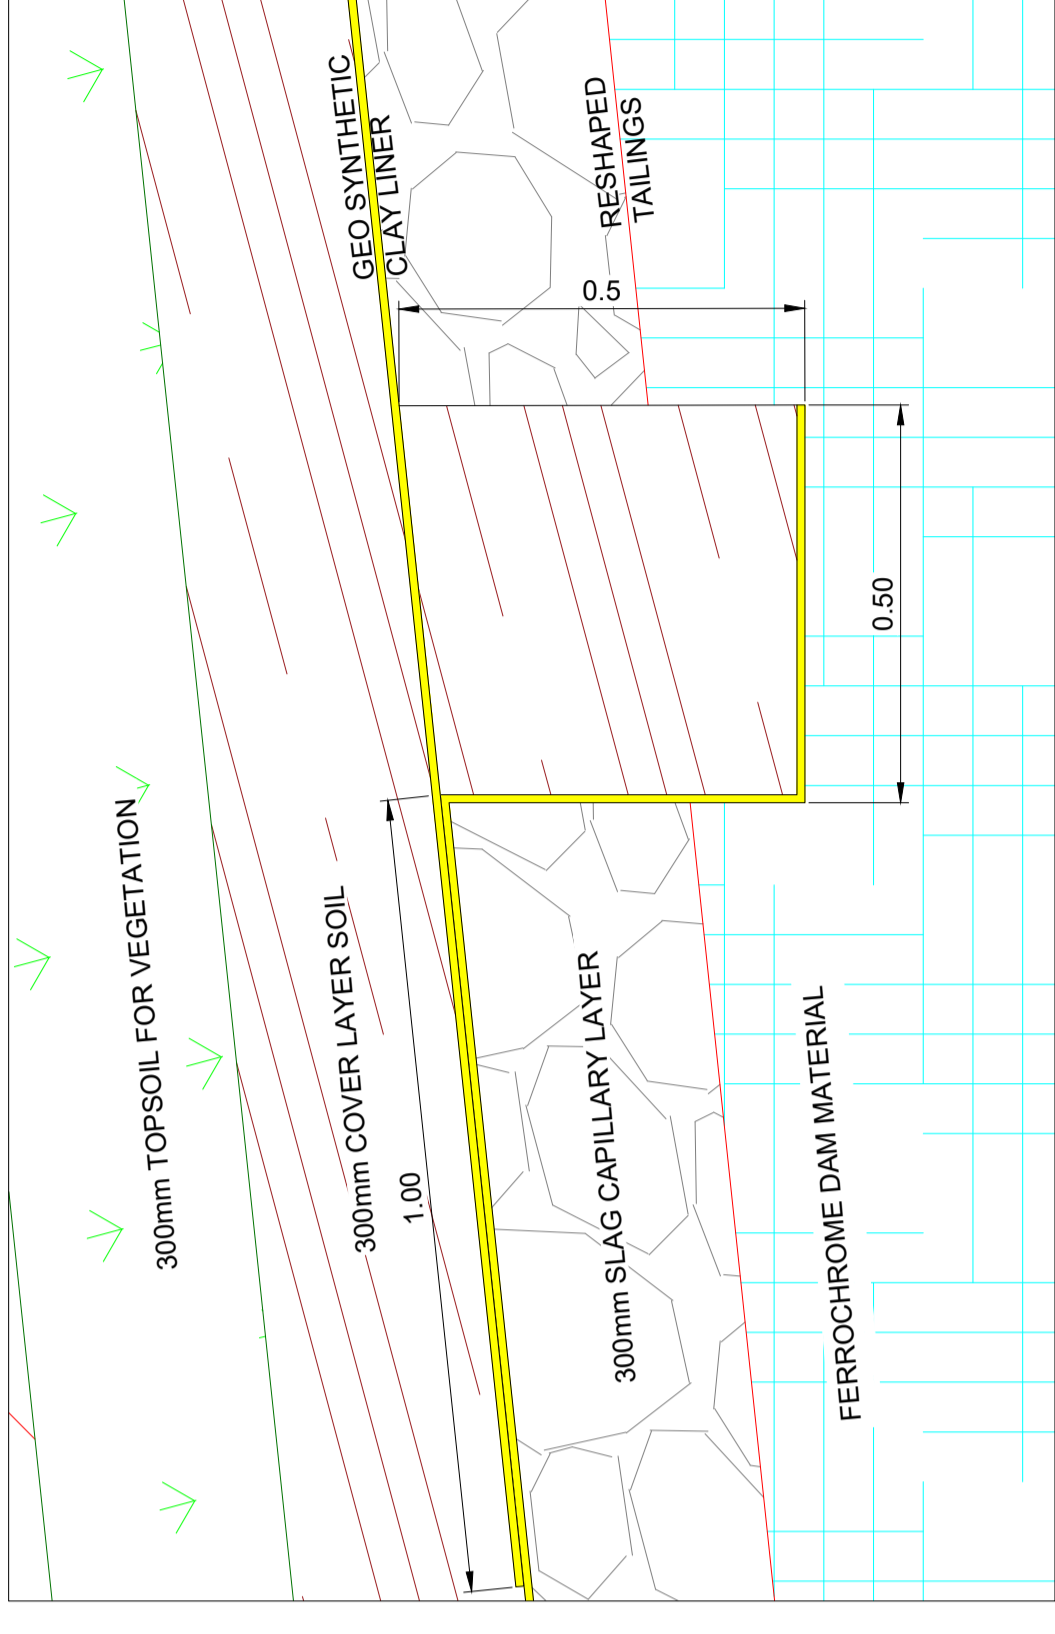 300mm TOPSOIL FOR VEGETATION
300mm COVER LAYER SOIL
1.00
GEO SYNTHETIC
CLAY LINER
300mm SLAG CAPILLARY LAYER
0.5
RESHAPED
TAILINGS
FERROCHROME DAM MATERIAL
0.50